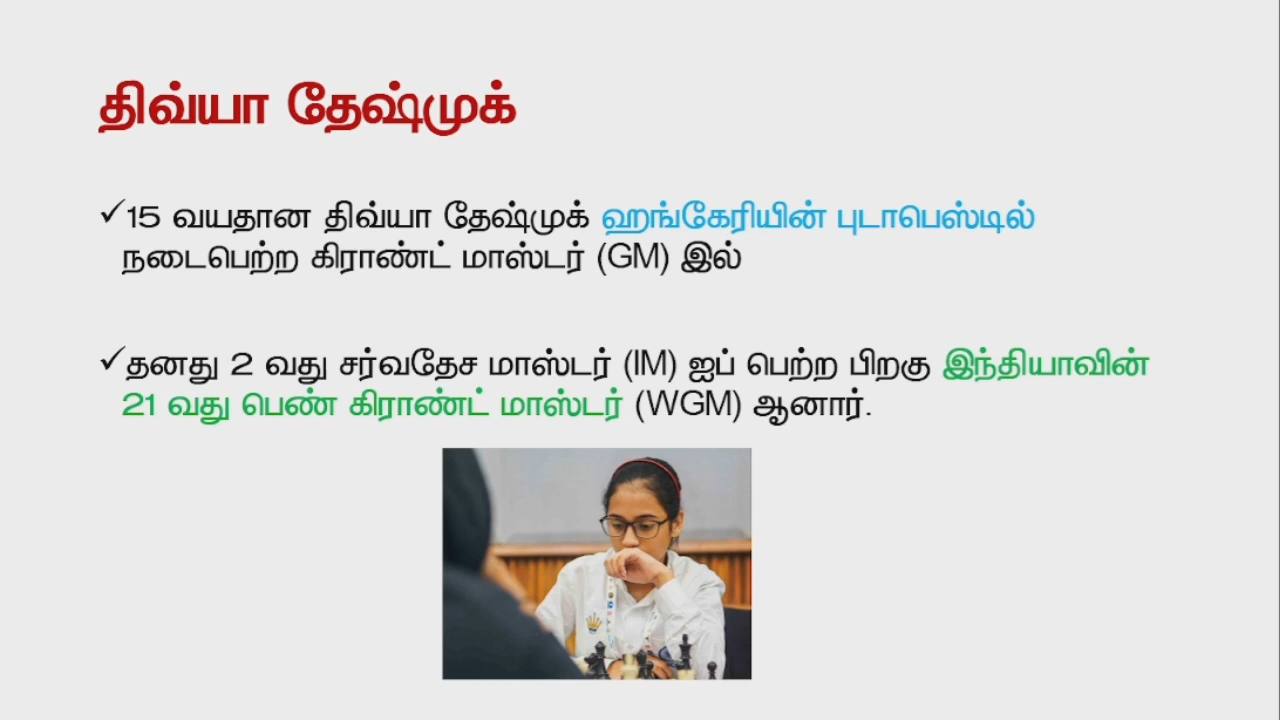 திவ்யா தேஷ்முக்
✓15 வயதான திவ்யா தேஷ்முக் ஹங்கேரியின் புடாபெஸ்டில்
நடைபெற்ற கிராண்ட் மாஸ்டர் (GM) இல்
✓தனது 2 வது சர்வதேச மாஸ்டர் (IM) ஐப் பெற்ற பிறகு இந்தியாவின்
21 வது பெண் கிராண்ட் மாஸ்டர் (WGM) ஆனார்.